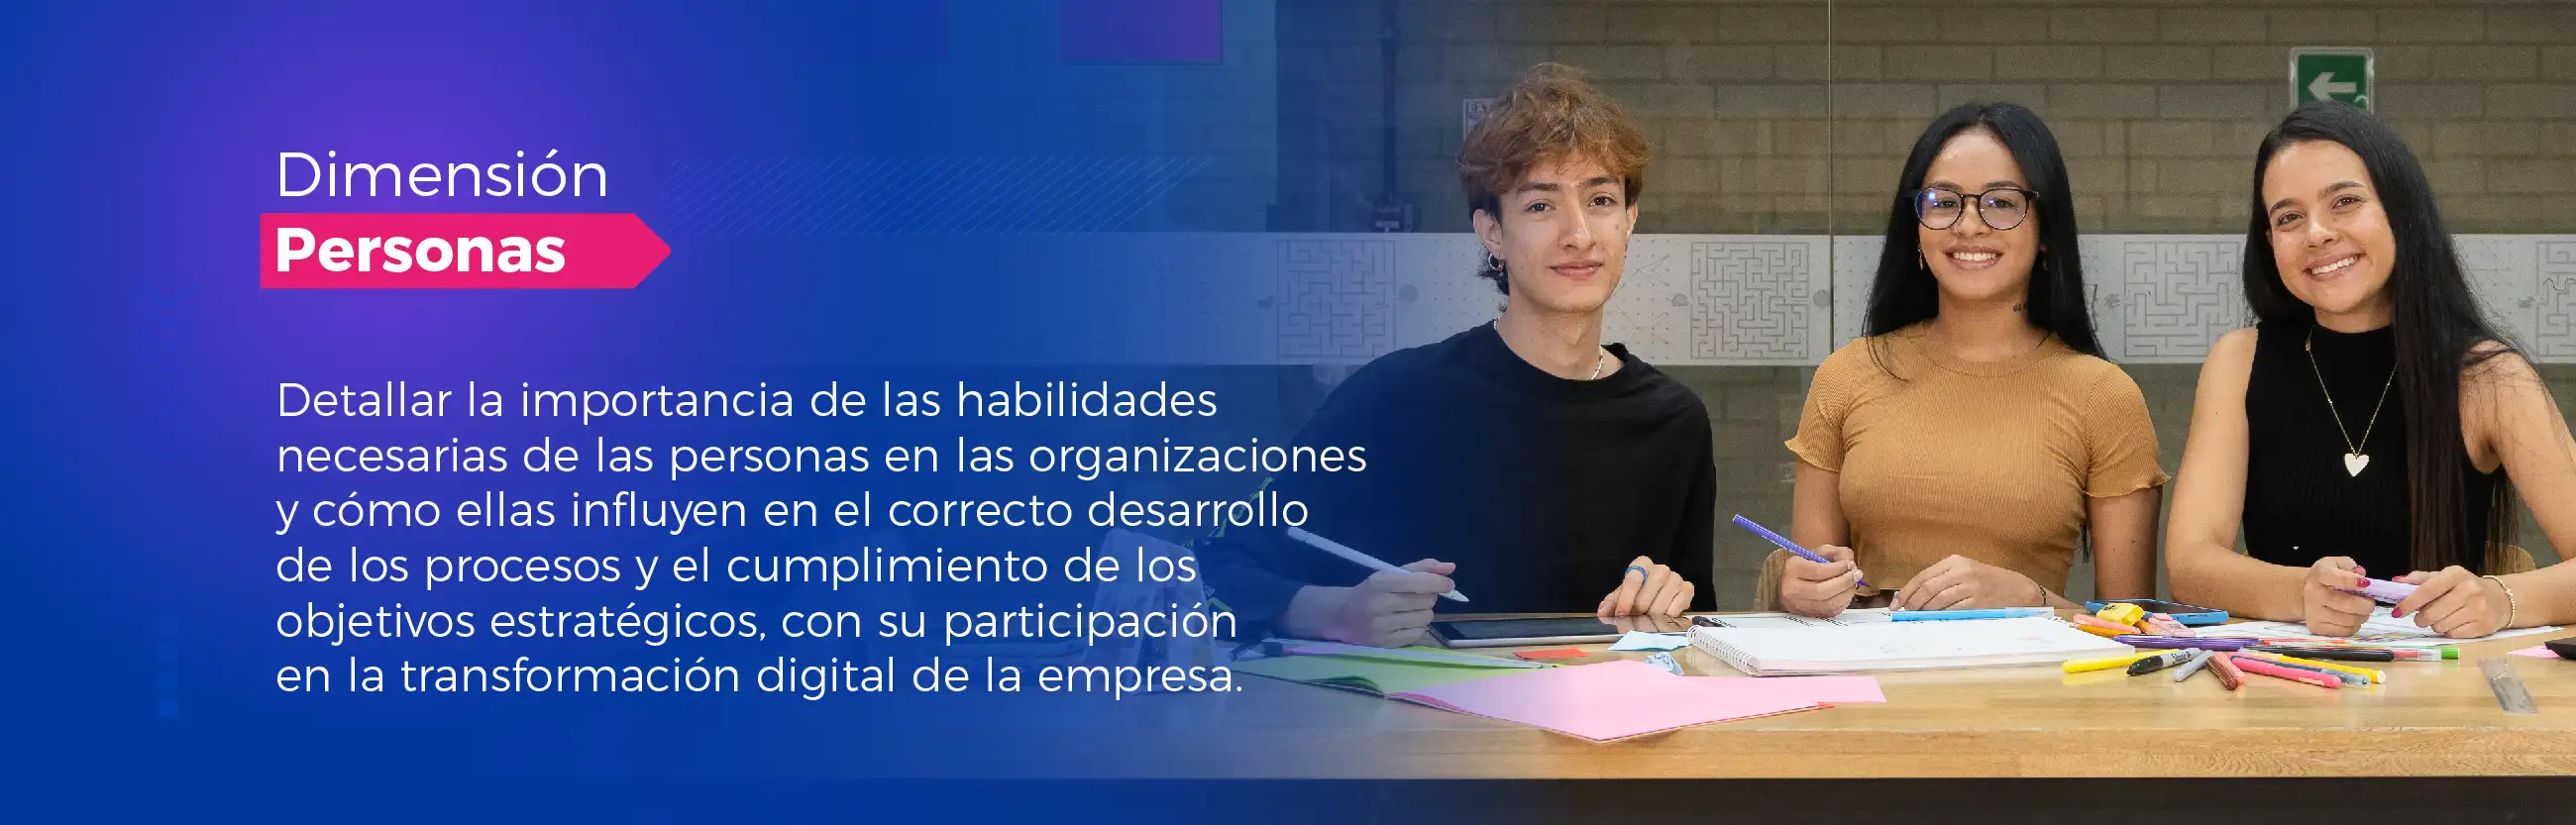 Dimensión
Personas
Detallar la importancia de las habilidades
necesarias de las personas en las organizaciones
y cómo ellas influyen en el correcto desarrollo
de los procesos y el cumplimiento de los
objetivos estratégicos, con su participación
en la transformación digital de la empresa.